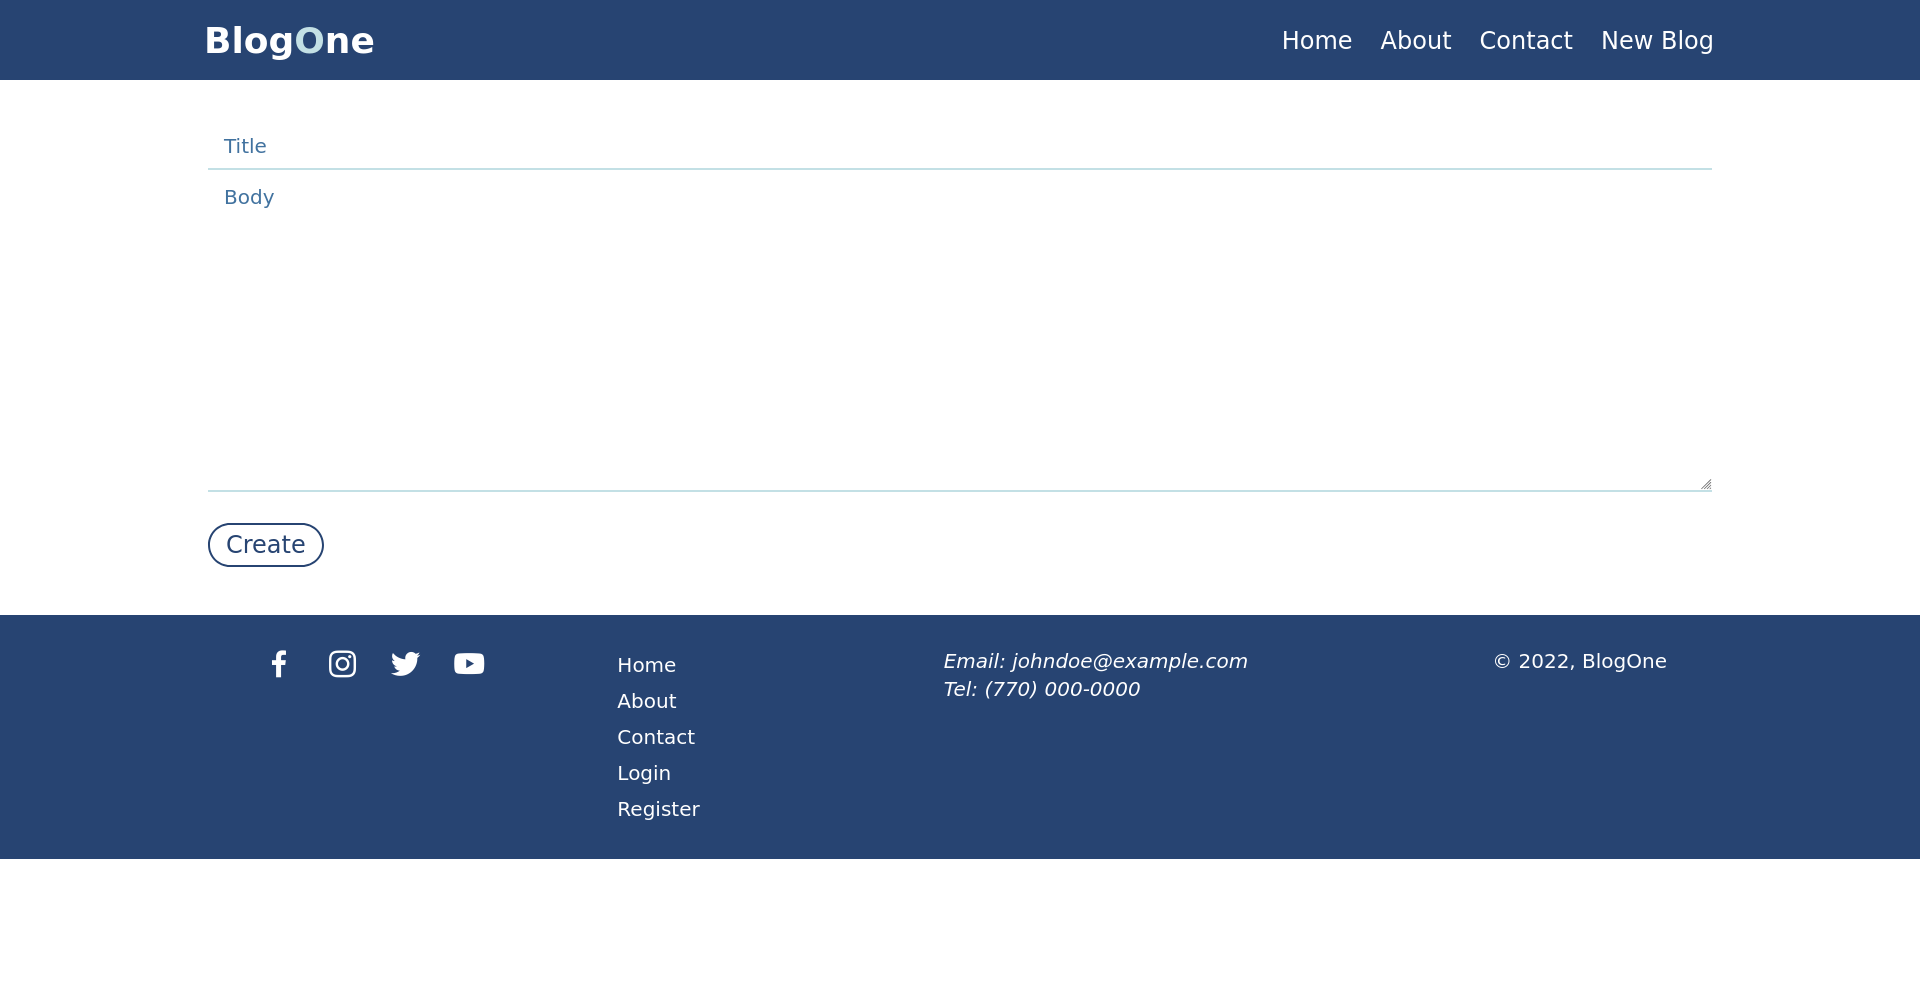 BlogOne
Home About Contact New Blog
Title
Body
Create
Home
About
Contact
Login
Register
Email: johndoe@example.com
Tel: (770) 000-0000
© 2022, BlogOne